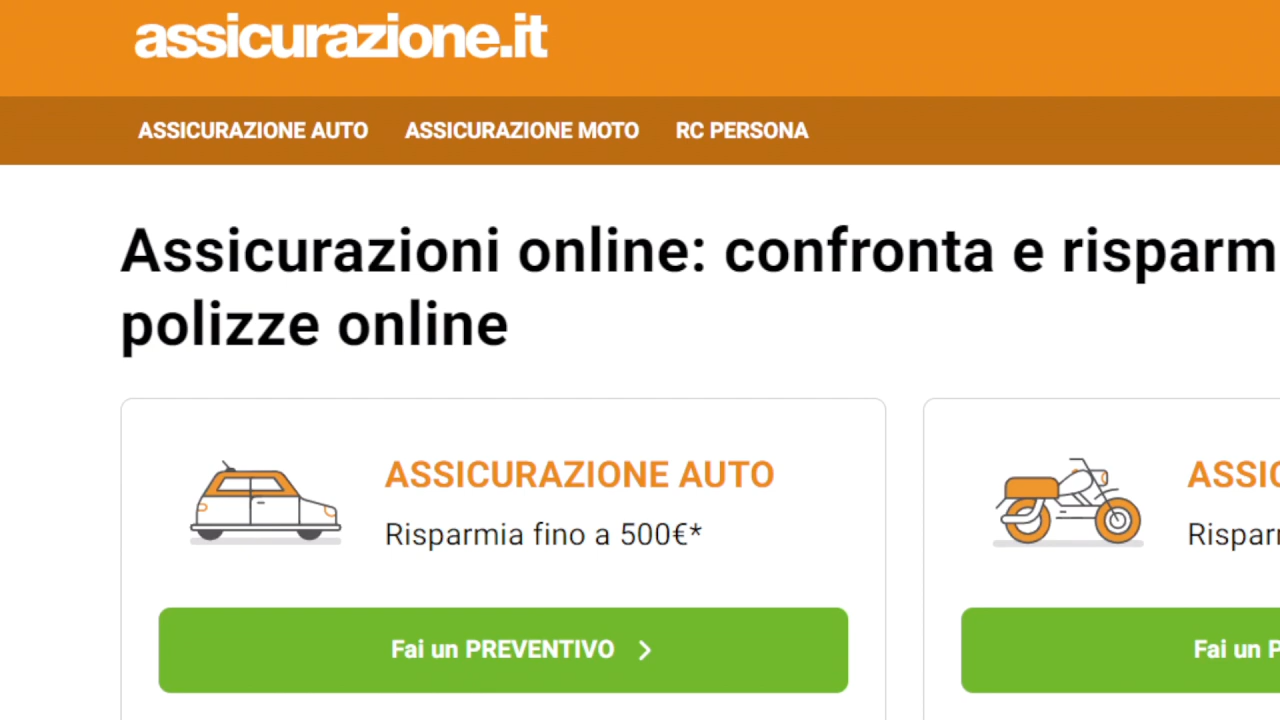 assicurazione.it
ASSICURAZIONE AUTO ASSICURAZIONE MOTO RC PERSONA
Assicurazioni online: confronta e risparm
polizze online
ASSICURAZIONE AUTO
Risparmia fino a 500€*
Fai un PREVENTIVO
ASSIC
Rispar
Fai un P